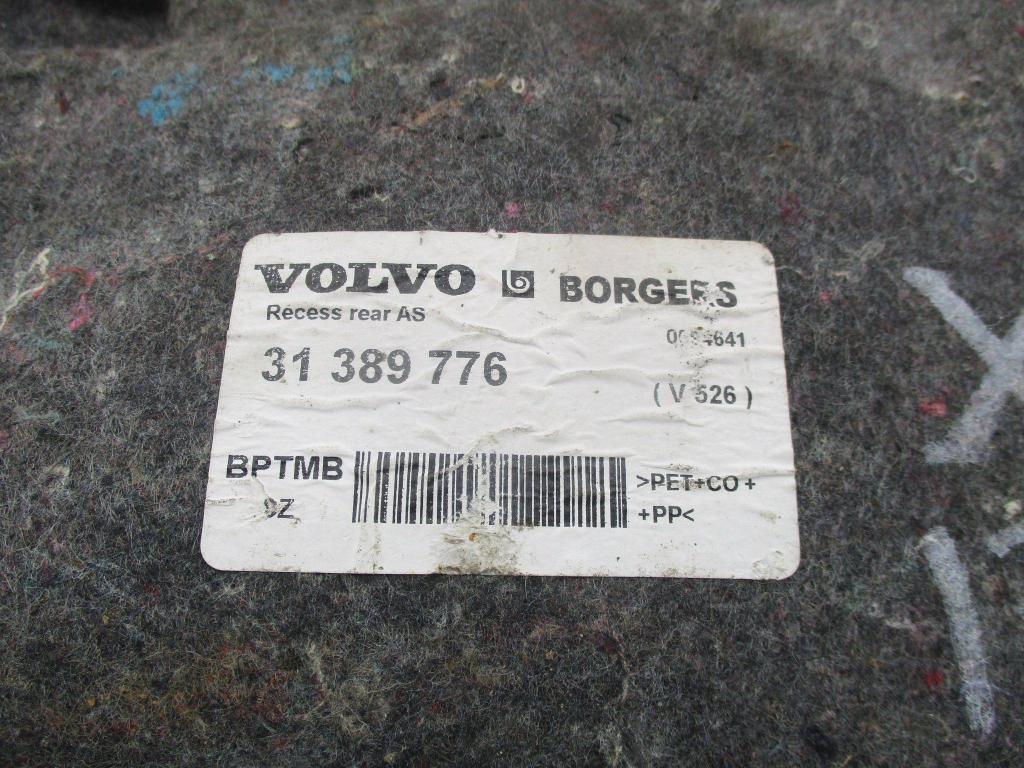 VOLVO BORGERS
Recess rear AS
31 389 776
( V 526 )
BPTMB
>PET+CO +
+PP<